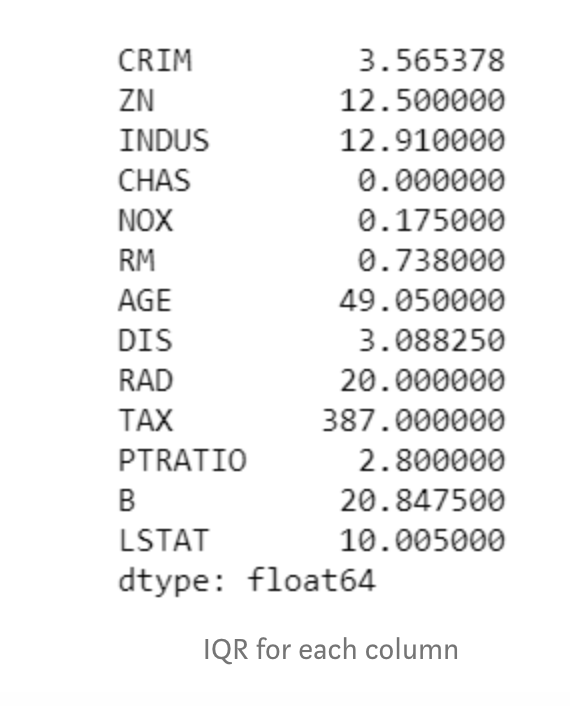 CRIM 3.565378
ZN 12.500000
INDUS 12.910000
CHAS 0.000000
NOX 0.175000
RM 0.738000
AGE 49.050000
DIS 3.088250
RAD 20.000000
TAX 387.000000
PTRATIO 2.800000
B 20.847500
LSTAT 10.005000
dtype: float64
IQR for each column